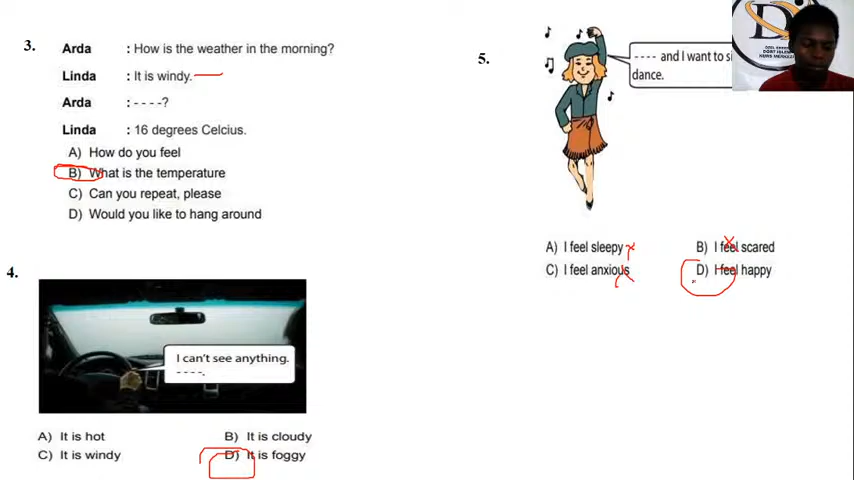 3.
Arda : How is the weather in the morning?
Linda : It is windy.
Arda : - - - -?
Linda : 16 degrees Celcius.
A) How do you feel
B) What is the temperature
C) Can you repeat, please
D) Would you like to hang around
4.
I can't see anything.
- - - -.
A) It is hot
B) It is cloudy
C) It is windy
D) It is foggy
5.
- - - - and I want to
dance.
A) I feel sleepy
B) I feel scared
C) I feel anxious
D) I feel happy